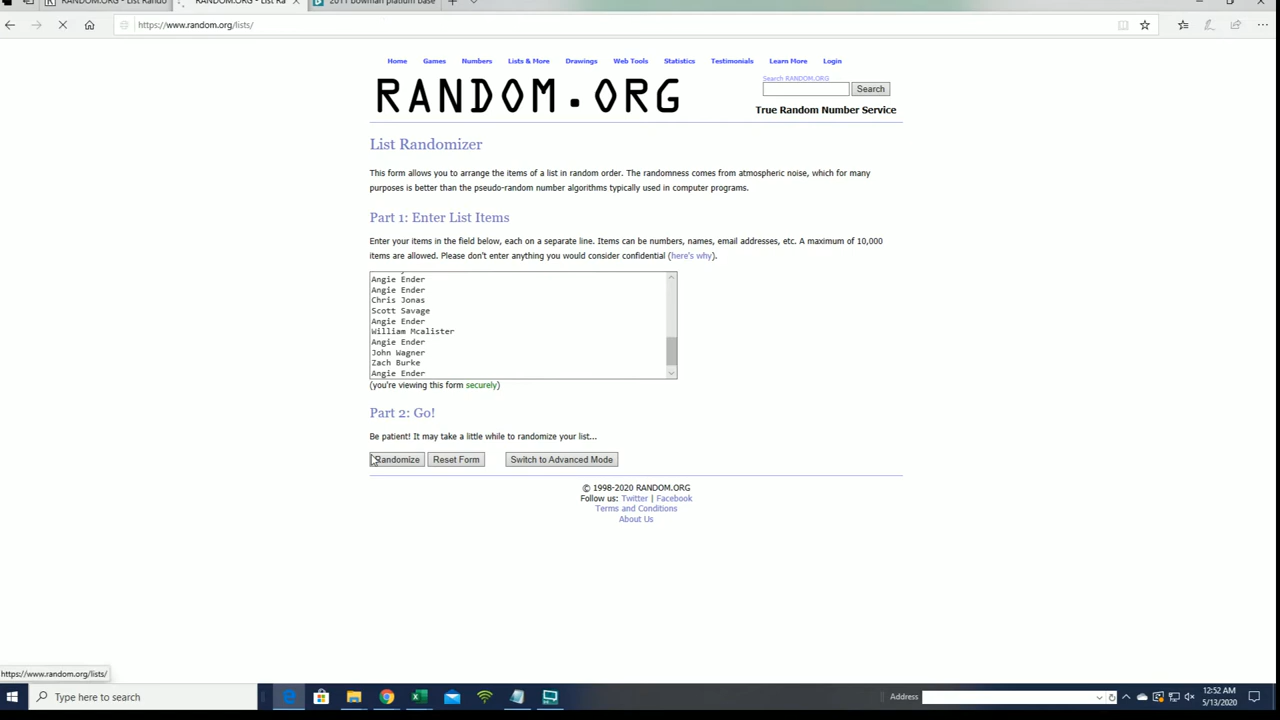 RANDOM.ORG - List Rando
RANDOM.ORG - List Ra
2011 bowman platium base
https://www.random.org/lists/
Home Games Numbers Lists & More Drawings Web Tools Statistics Testimonials Learn More Login
RANDOM.ORG
Search RANDOM.ORG
Search
True Random Number Service
List Randomizer
This form allows you to arrange the items of a list in random order. The randomness comes from atmospheric noise, which for many
purposes is better than the pseudo-random number algorithms typically used in computer programs.
Part 1: Enter List Items
Enter your items in the field below, each on a separate line. Items can be numbers, names, email addresses, etc. A maximum of 10,000
items are allowed. Please don't enter anything you would consider confidential (here's why).
Angie Ender
Angie Ender
Chris Jonas
Scott Savage
Angie Ender
William Mcalister
Angie Ender
John Wagner
Zach Burke
Angie Ender
(you're viewing this form securely)
Part 2: Go!
Be patient! It may take a little while to randomize your list...
Randomize Reset Form Switch to Advanced Mode
© 1998-2020 RANDOM.ORG
Follow us: Twitter | Facebook
Terms and Conditions
About Us
https://www.random.org/lists/
Type here to search
Address
12:52 AM
5/13/2020